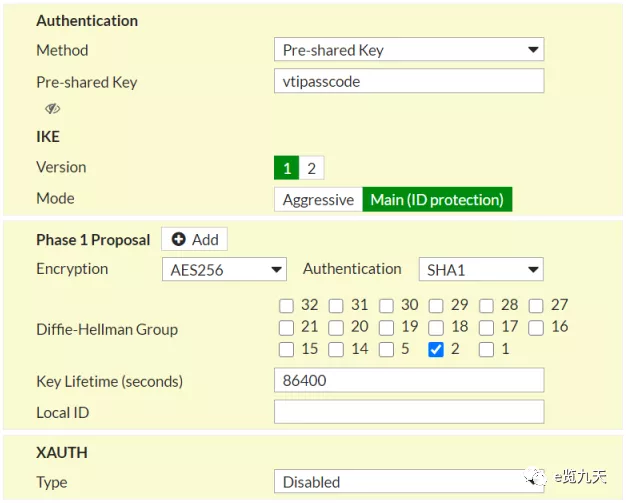 Authentication
Method Pre-shared Key
Pre-shared Key vtipasscode
IKE
Version 1 2
Mode Aggressive Main (ID protection)
Phase 1 Proposal Add
Encryption AES256 Authentication SHA1
32 31 30 29 28 27
Diffie-Hellman Group 21 20 19 18 17 16
15 14 5 2 1
Key Lifetime (seconds) 86400
Local ID
XAUTH
Type Disabled
e览九天